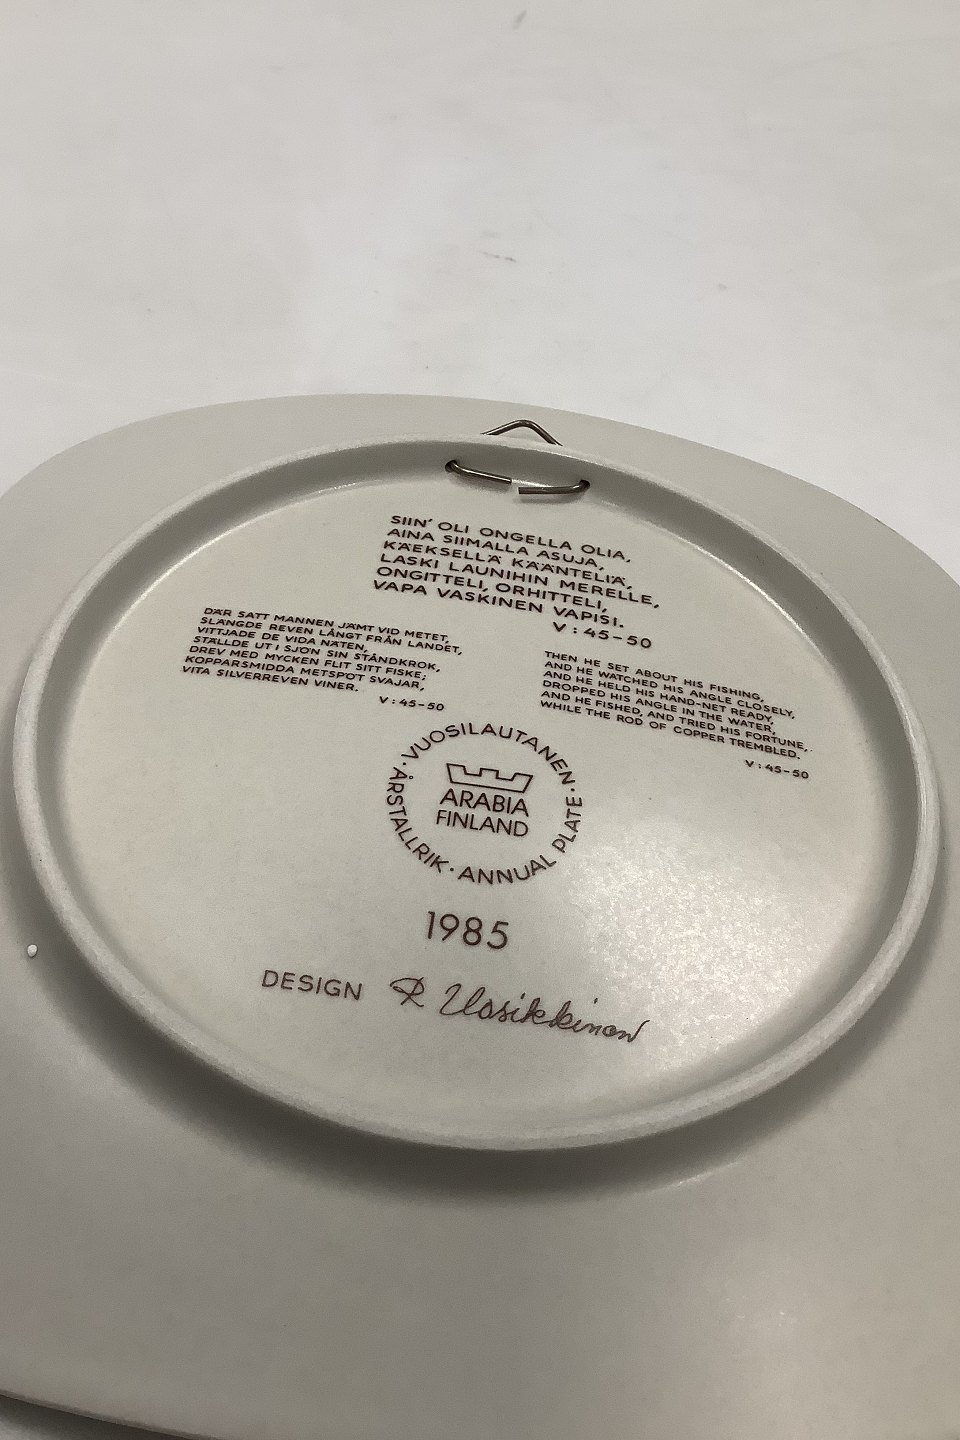 SIIN' OLI ONGELLA OLIA,
AINA SIIMALLA ASUJA,
KÄEKSELLÄ KÄÄNTELIÄ,
LASKI LAUNIHIN MERELLE,
ONGITTELI, ORHITTELI,
VAPA VASKINEN VAPISI.
V : 45-50
DÄR SATT MANNEN JÄMT VID METET,
SLÄNGDE REVEN LÅNGT FRÅN LANDET,
VITTJADE DE VIDA NÄTEN,
STÄLLDE UT I SJÖN SIN STÅNDKROK,
DREV MED MYCKEN FLIT SITT FISKE;
KOPPARSMIDDA METSPÖT SVAJAR,
VITA SILVERREVEN VINER.
V : 45-50
THEN HE SET ABOUT HIS FISHING,
AND HE WATCHED HIS ANGLE CLOSELY,
AND HE HELD HIS HAND-NET READY,
DROPPED HIS ANGLE IN THE WATER,
AND HE FISHED, AND TRIED HIS FORTUNE,
WHILE THE ROD OF COPPER TREMBLED.
V : 45-50
· VUOSILAUTANEN · ANNUAL PLATE · ÅRSTALLRIK
ARABIA
FINLAND
1985
DESIGN R Uosikkinen